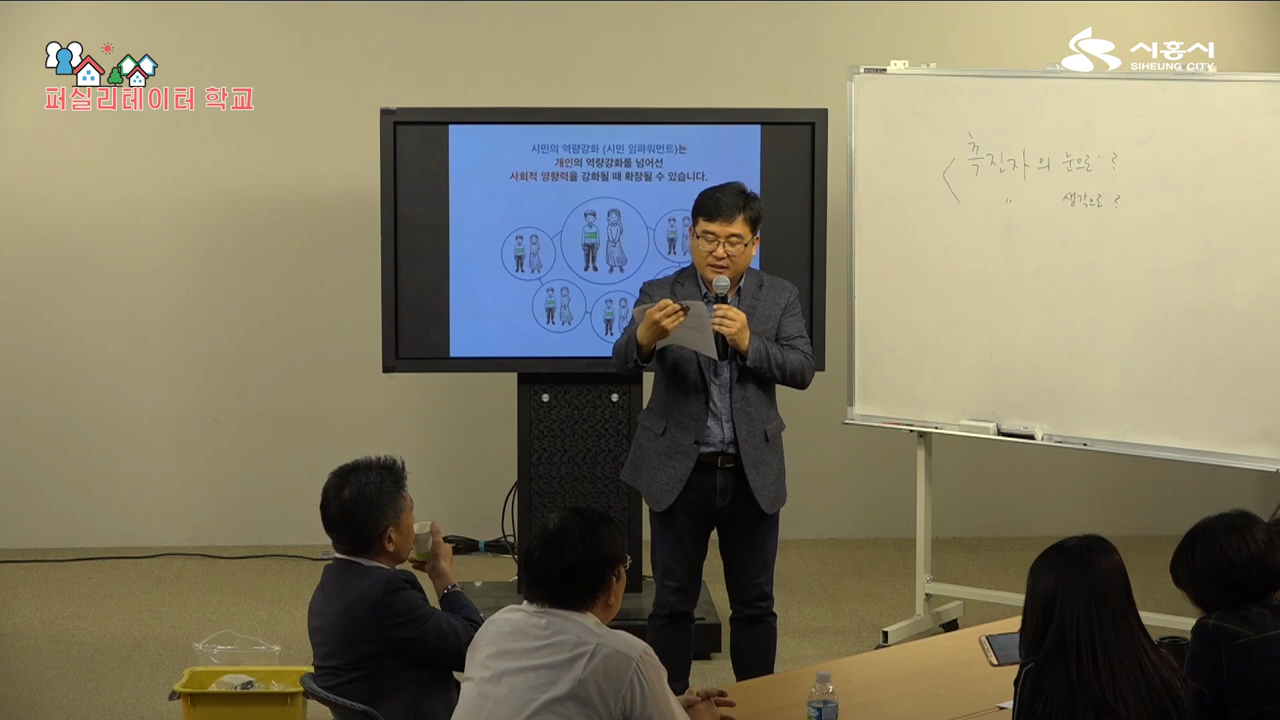 퍼실리테이터 학교
시흥시
SIHEUNG CITY
시민의 역량강화 (시민 임파워먼트)는
개인의 역량강화를 넘어선
사회적 영향력을 강화될 때 확장될 수 있습니다.
촉진자의 눈으로?
〃 생각으로?